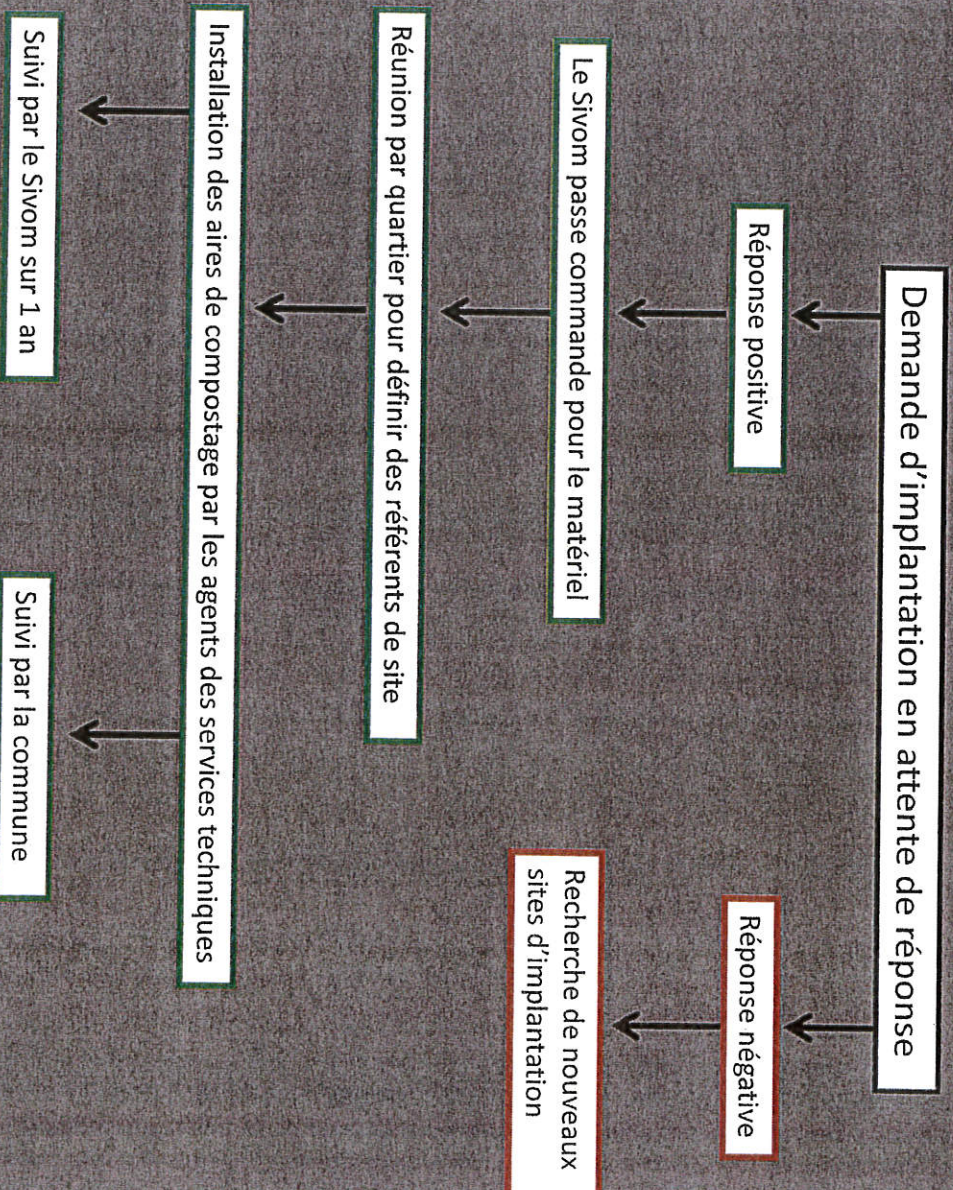 Demande d'implantation en attente de réponse
Réponse positive
Réponse négative
Le Sivom passe commande pour le matériel
Recherche de nouveaux
sites d'implantation
Réunion par quartier pour définir des référents de site
Installation des aires de compostage par les agents des services techniques
Suivi par le Sivom sur 1 an
Suivi par la commune